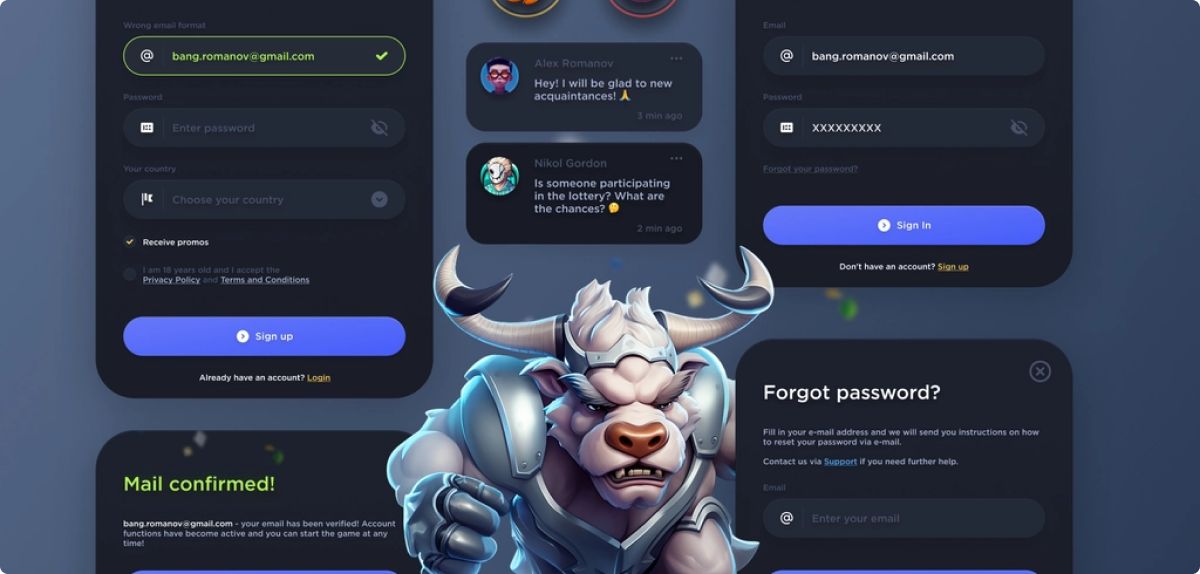 Wrong email format
@ bang.romanov@gmail.com
Password
Enter password
Your country
Choose your country
Receive promos
I am 18 years old and I accept the
Privacy Policy and Terms and Conditions
Sign up
Already have an account? Login
Mail confirmed!
bang.romanov@gmail.com - your email has been verified! Account
functions have become active and you can start the game at any
time!
Alex Romanov
Hey! I will be glad to new
acquaintances! 🙏
3 min ago
Nikol Gordon
Is someone participating
in the lottery? What are
the chances? 🤔
2 min ago
Email
@ bang.romanov@gmail.com
Password
XXXXXXXXX
Forgot your password?
Sign In
Don't have an account? Sign up
Forgot password?
Fill in your e-mail address and we will send you instructions on how
to reset your password via e-mail.
Contact us via Support if you need further help.
Email
@ Enter your email